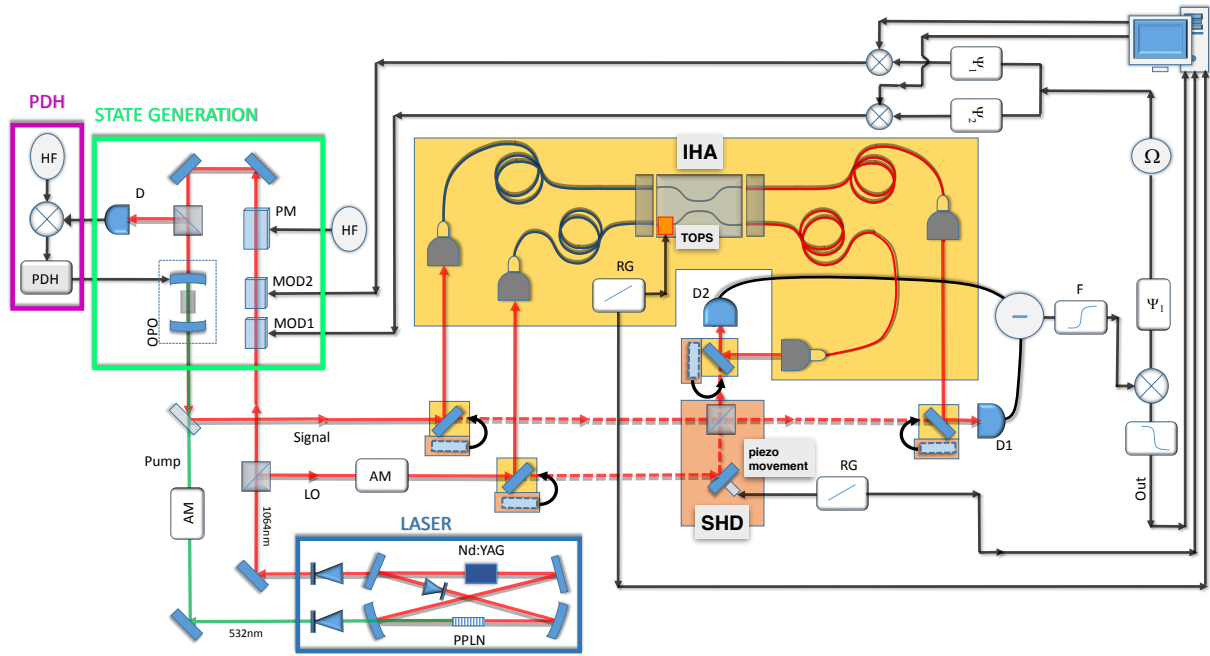 Ψ1
Ψ2
PDH
STATE GENERATION
IHA
HF
Ω
D
PM
HF
TOPS
RG
PDH
MOD2
D2
F
Ψ1
−
MOD1
OPO
Signal
D1
Pump
piezo
movement
AM
RG
LO
AM
Out
1064nm
SHD
LASER
Nd:YAG
532nm
PPLN